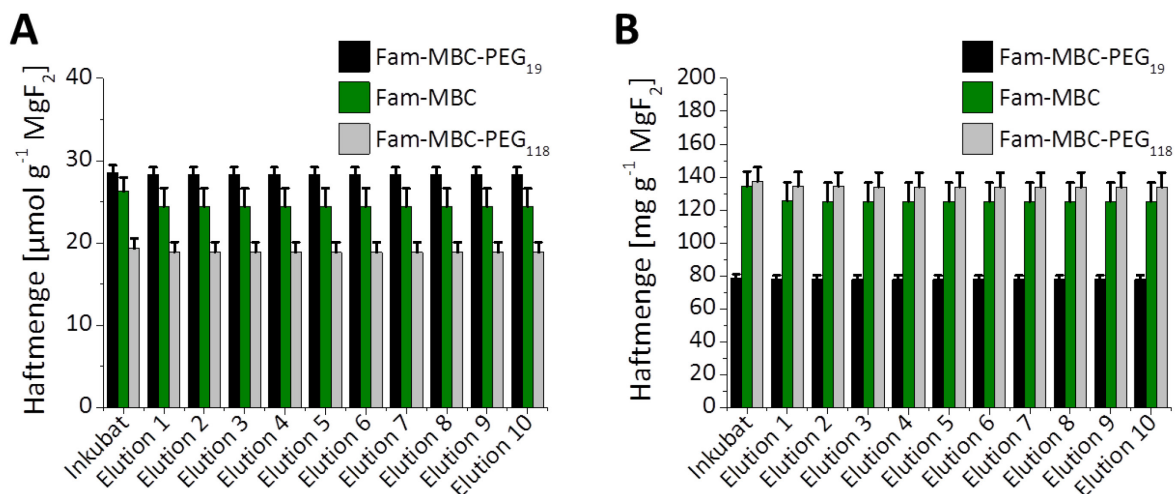 A
Fam-MBC-PEG19
Fam-MBC
Fam-MBC-PEG118
Haftmenge [µmol g-1 MgF2]
40
30
20
10
0
Inkubat
Elution 1
Elution 2
Elution 3
Elution 4
Elution 5
Elution 6
Elution 7
Elution 8
Elution 9
Elution 10
B
Fam-MBC-PEG19
Fam-MBC
Fam-MBC-PEG118
Haftmenge [mg g-1 MgF2]
200
180
160
140
120
100
80
60
40
20
0
Inkubat
Elution 1
Elution 2
Elution 3
Elution 4
Elution 5
Elution 6
Elution 7
Elution 8
Elution 9
Elution 10